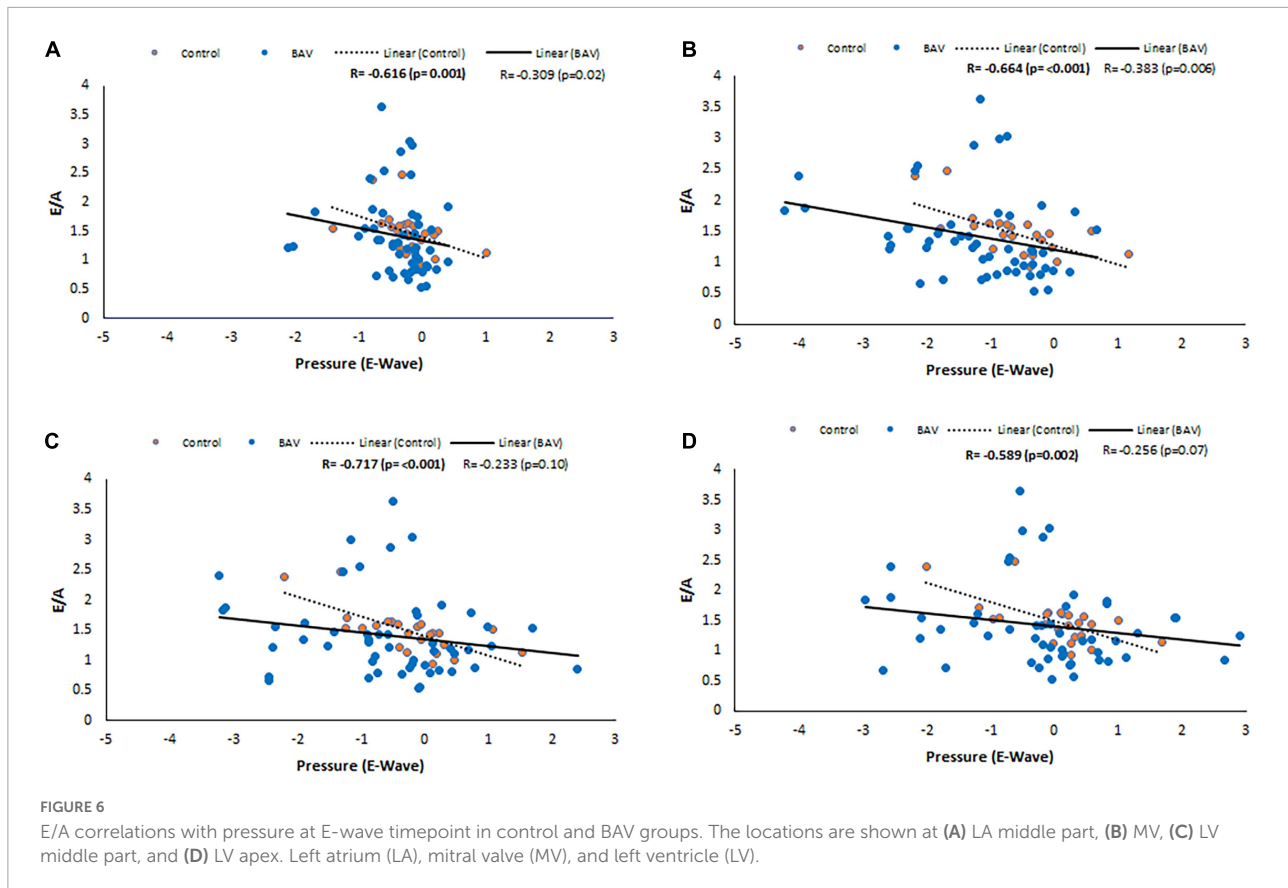 A
Control BAV Linear (Control) Linear (BAV)
R= -0.616 (p=0.001) R= -0.309 (p=0.02)
4
3.5
3
2.5
2
1.5
1
0.5
0
E/A
-5 -4 -3 -2 -1 0 1 2 3
Pressure (E-Wave)
B
Control BAV Linear (Control) Linear (BAV)
R= -0.664 (p=<0.001) R= -0.383 (p=0.006)
4
3.5
3
2.5
2
1.5
1
0.5
0
E/A
-5 -4 -3 -2 -1 0 1 2 3
Pressure (E-Wave)
C
Control BAV Linear (Control) Linear (BAV)
R= -0.717 (p=<0.001) R= -0.233 (p=0.10)
4
3.5
3
2.5
2
1.5
1
0.5
0
E/A
-5 -4 -3 -2 -1 0 1 2 3
Pressure (E-Wave)
D
Control BAV Linear (Control) Linear (BAV)
R= -0.589 (p=0.002) R= -0.256 (p=0.07)
4
3.5
3
2.5
2
1.5
1
0.5
0
E/A
-5 -4 -3 -2 -1 0 1 2 3
Pressure (E-Wave)
FIGURE 6
E/A correlations with pressure at E-wave timepoint in control and BAV groups. The locations are shown at (A) LA middle part, (B) MV, (C) LV
middle part, and (D) LV apex. Left atrium (LA), mitral valve (MV), and left ventricle (LV).